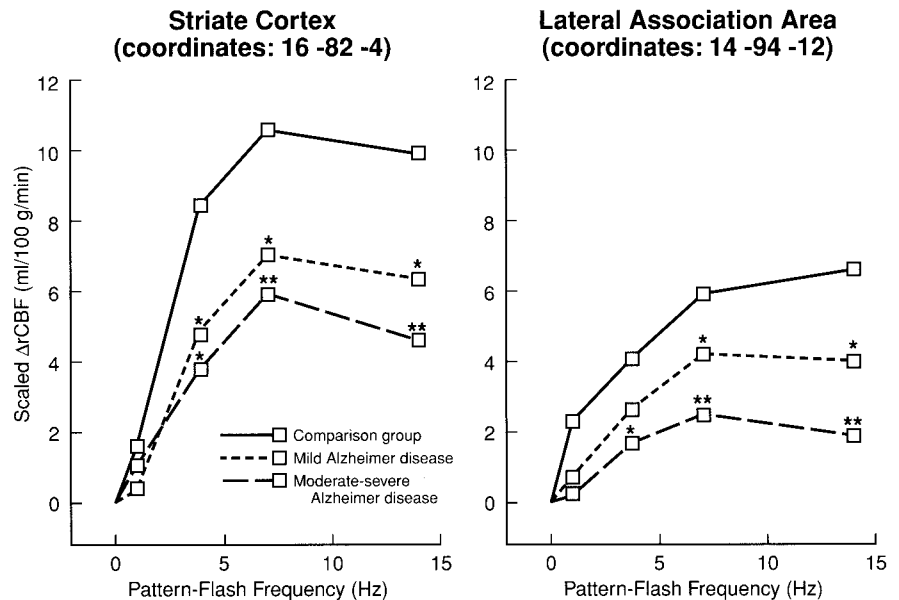 Striate Cortex
(coordinates: 16 -82 -4)
Scaled ΔrCBF (ml/100 g/min)
12
10
8
6
4
2
0
*
*
*
**
*
**
Comparison group
Mild Alzheimer disease
Moderate-severe
Alzheimer disease
0 5 10 15
Pattern-Flash Frequency (Hz)
Lateral Association Area
(coordinates: 14 -94 -12)
12
10
8
6
4
2
0
*
*
**
*
**
0 5 10 15
Pattern-Flash Frequency (Hz)